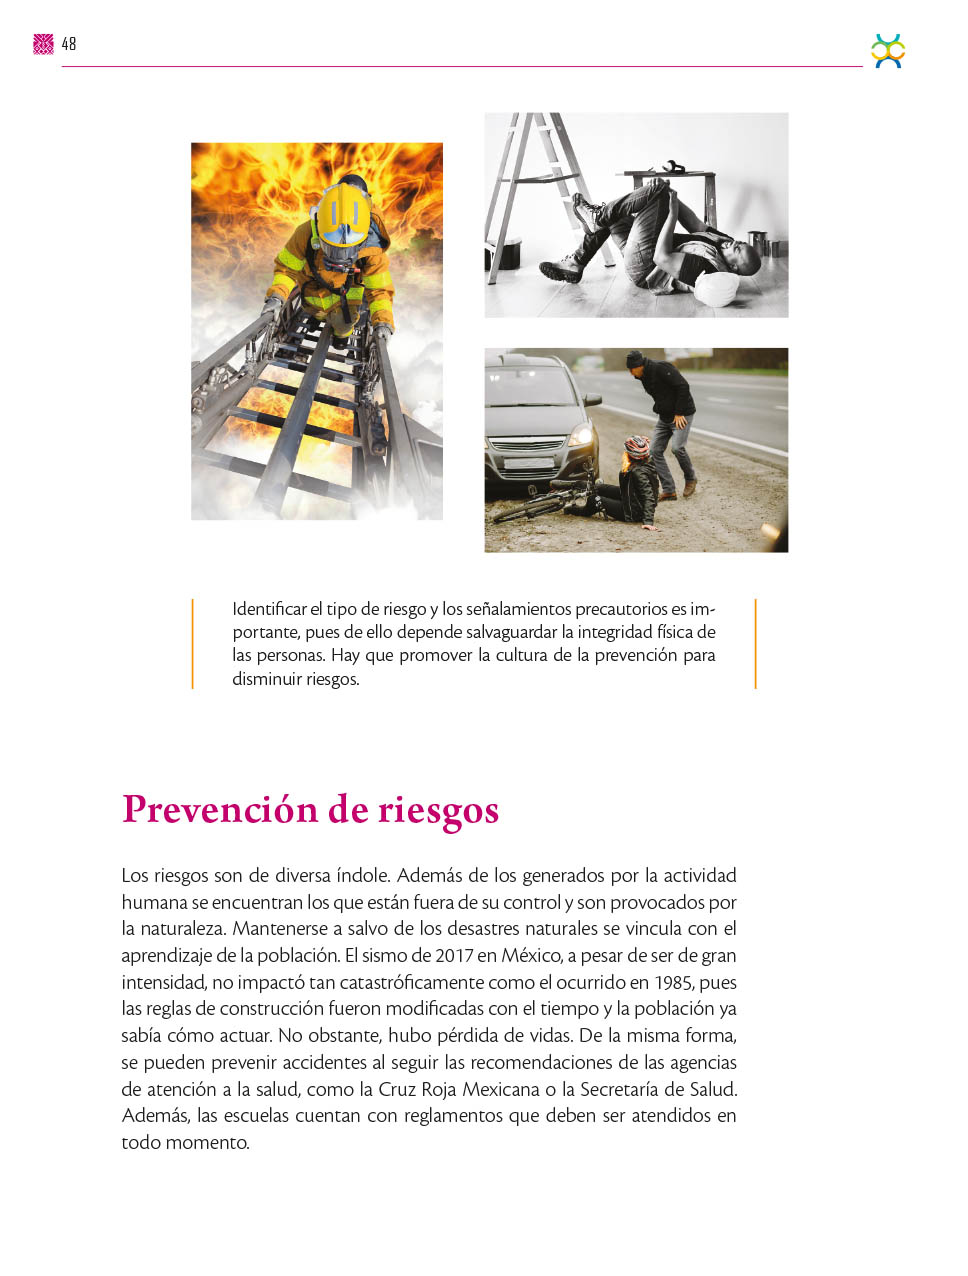 48
Identificar el tipo de riesgo y los señalamientos precautorios es im-
portante, pues de ello depende salvaguardar la integridad física de
las personas. Hay que promover la cultura de la prevención para
disminuir riesgos.
Prevención de riesgos
Los riesgos son de diversa índole. Además de los generados por la actividad
humana se encuentran los que están fuera de su control y son provocados por
la naturaleza. Mantenerse a salvo de los desastres naturales se vincula con el
aprendizaje de la población. El sismo de 2017 en México, a pesar de ser de gran
intensidad, no impactó tan catastróficamente como el ocurrido en 1985, pues
las reglas de construcción fueron modificadas con el tiempo y la población ya
sabía cómo actuar. No obstante, hubo pérdida de vidas. De la misma forma,
se pueden prevenir accidentes al seguir las recomendaciones de las agencias
de atención a la salud, como la Cruz Roja Mexicana o la Secretaría de Salud.
Además, las escuelas cuentan con reglamentos que deben ser atendidos en
todo momento.